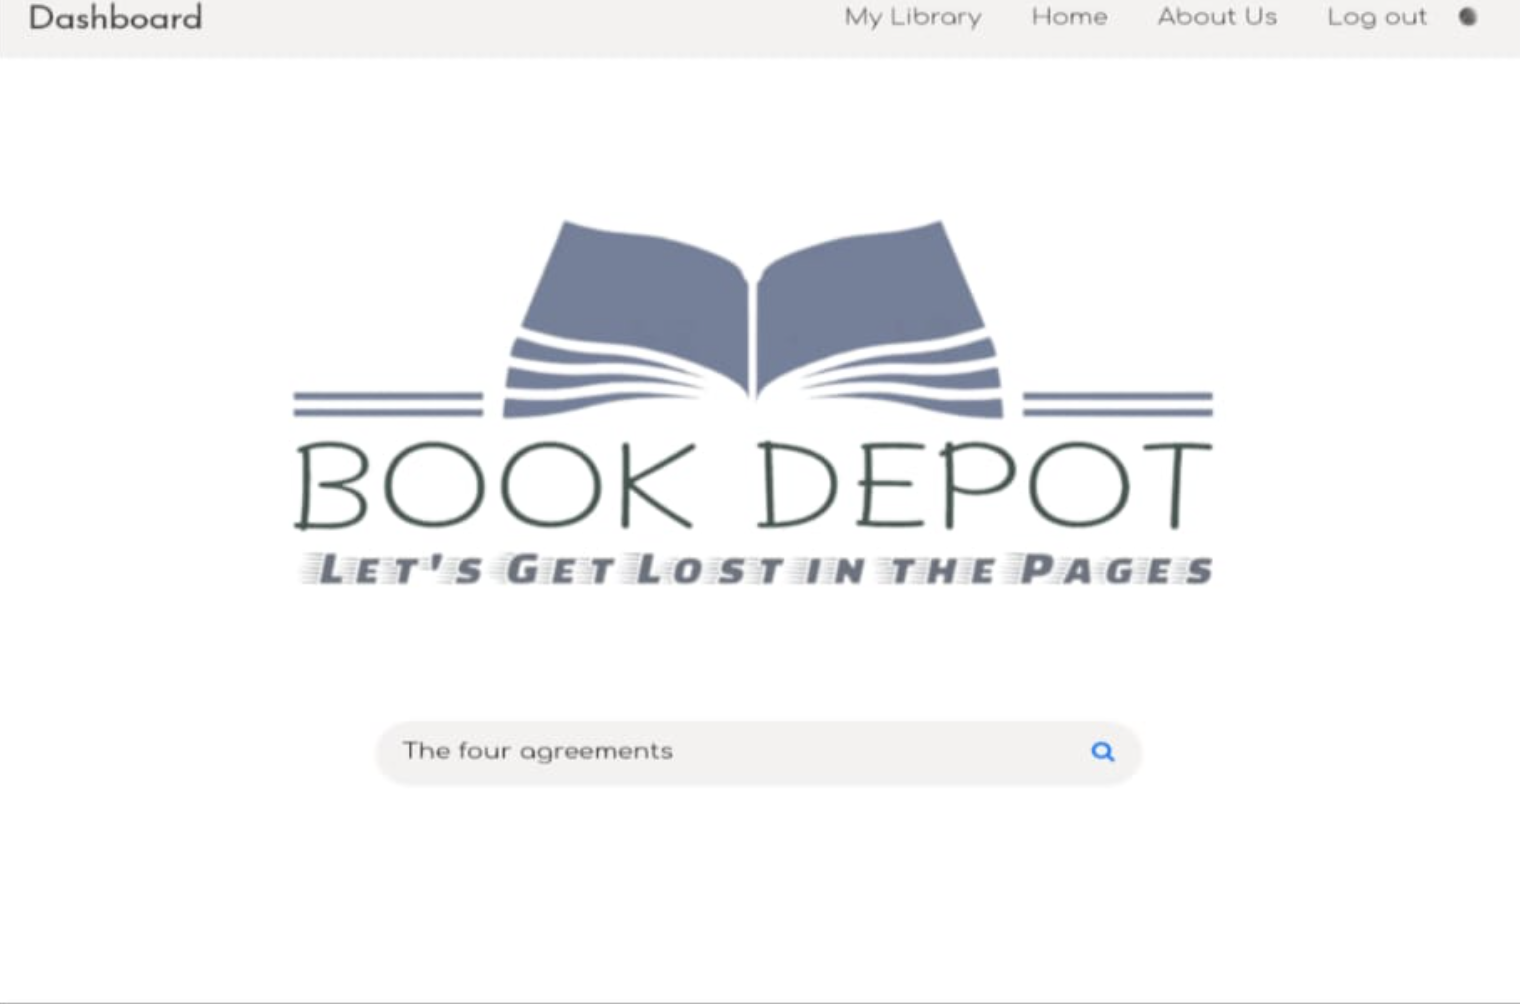 Dashboard My Library Home About Us Log out
BOOK DEPOT
LET'S GET LOST IN THE PAGES
The four agreements